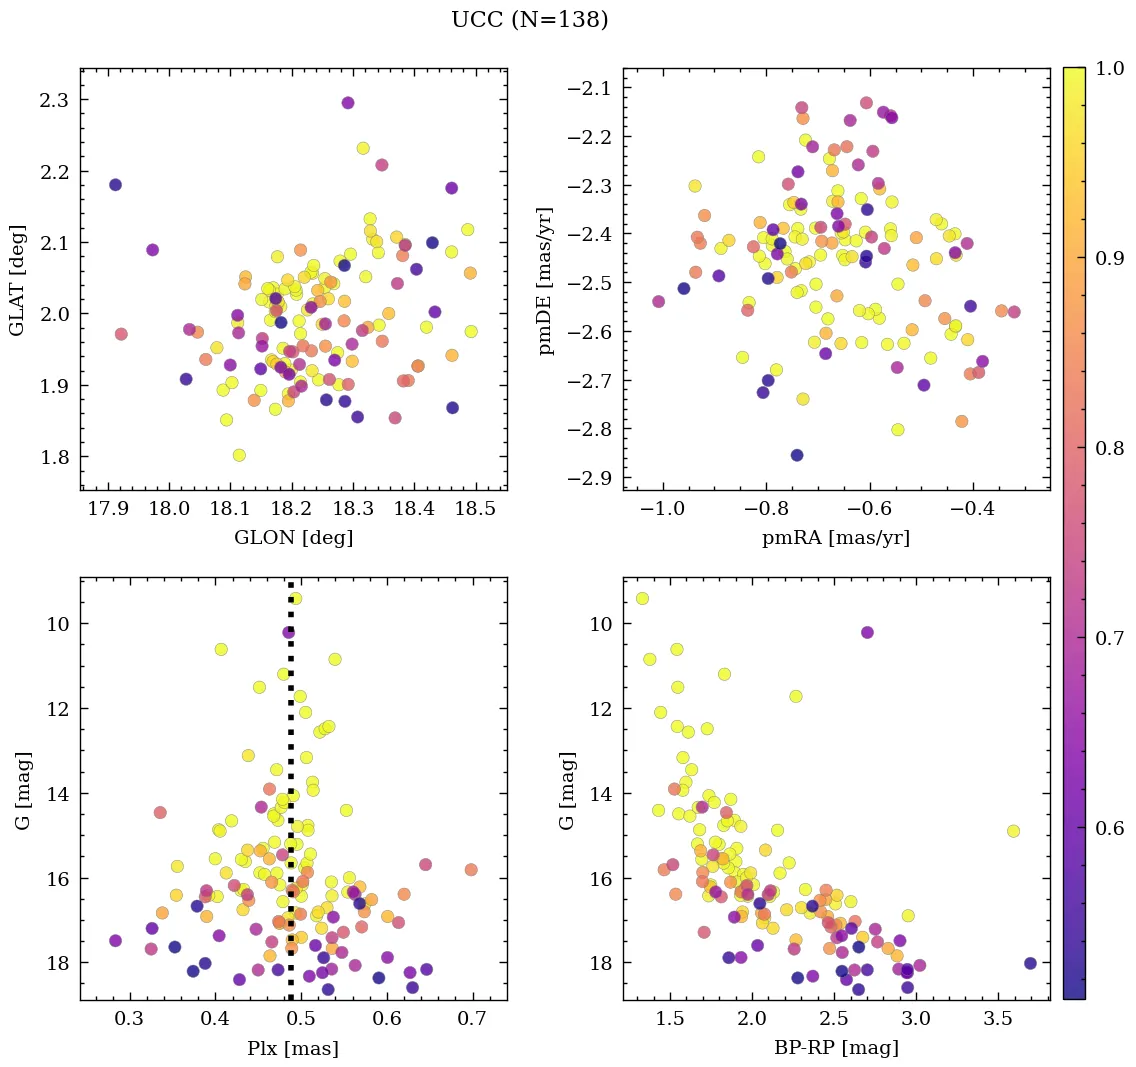 UCC (N=138)
2.3
2.2
2.1
2.0
1.9
1.8
GLAT [deg]
17.9 18.0 18.1 18.2 18.3 18.4 18.5
GLON [deg]
−2.1
−2.2
−2.3
−2.4
−2.5
−2.6
−2.7
−2.8
−2.9
pmDE [mas/yr]
−1.0 −0.8 −0.6 −0.4
pmRA [mas/yr]
10
12
14
16
18
G [mag]
0.3 0.4 0.5 0.6 0.7
Plx [mas]
10
12
14
16
18
G [mag]
1.5 2.0 2.5 3.0 3.5
BP-RP [mag]
1.0
0.9
0.8
0.7
0.6